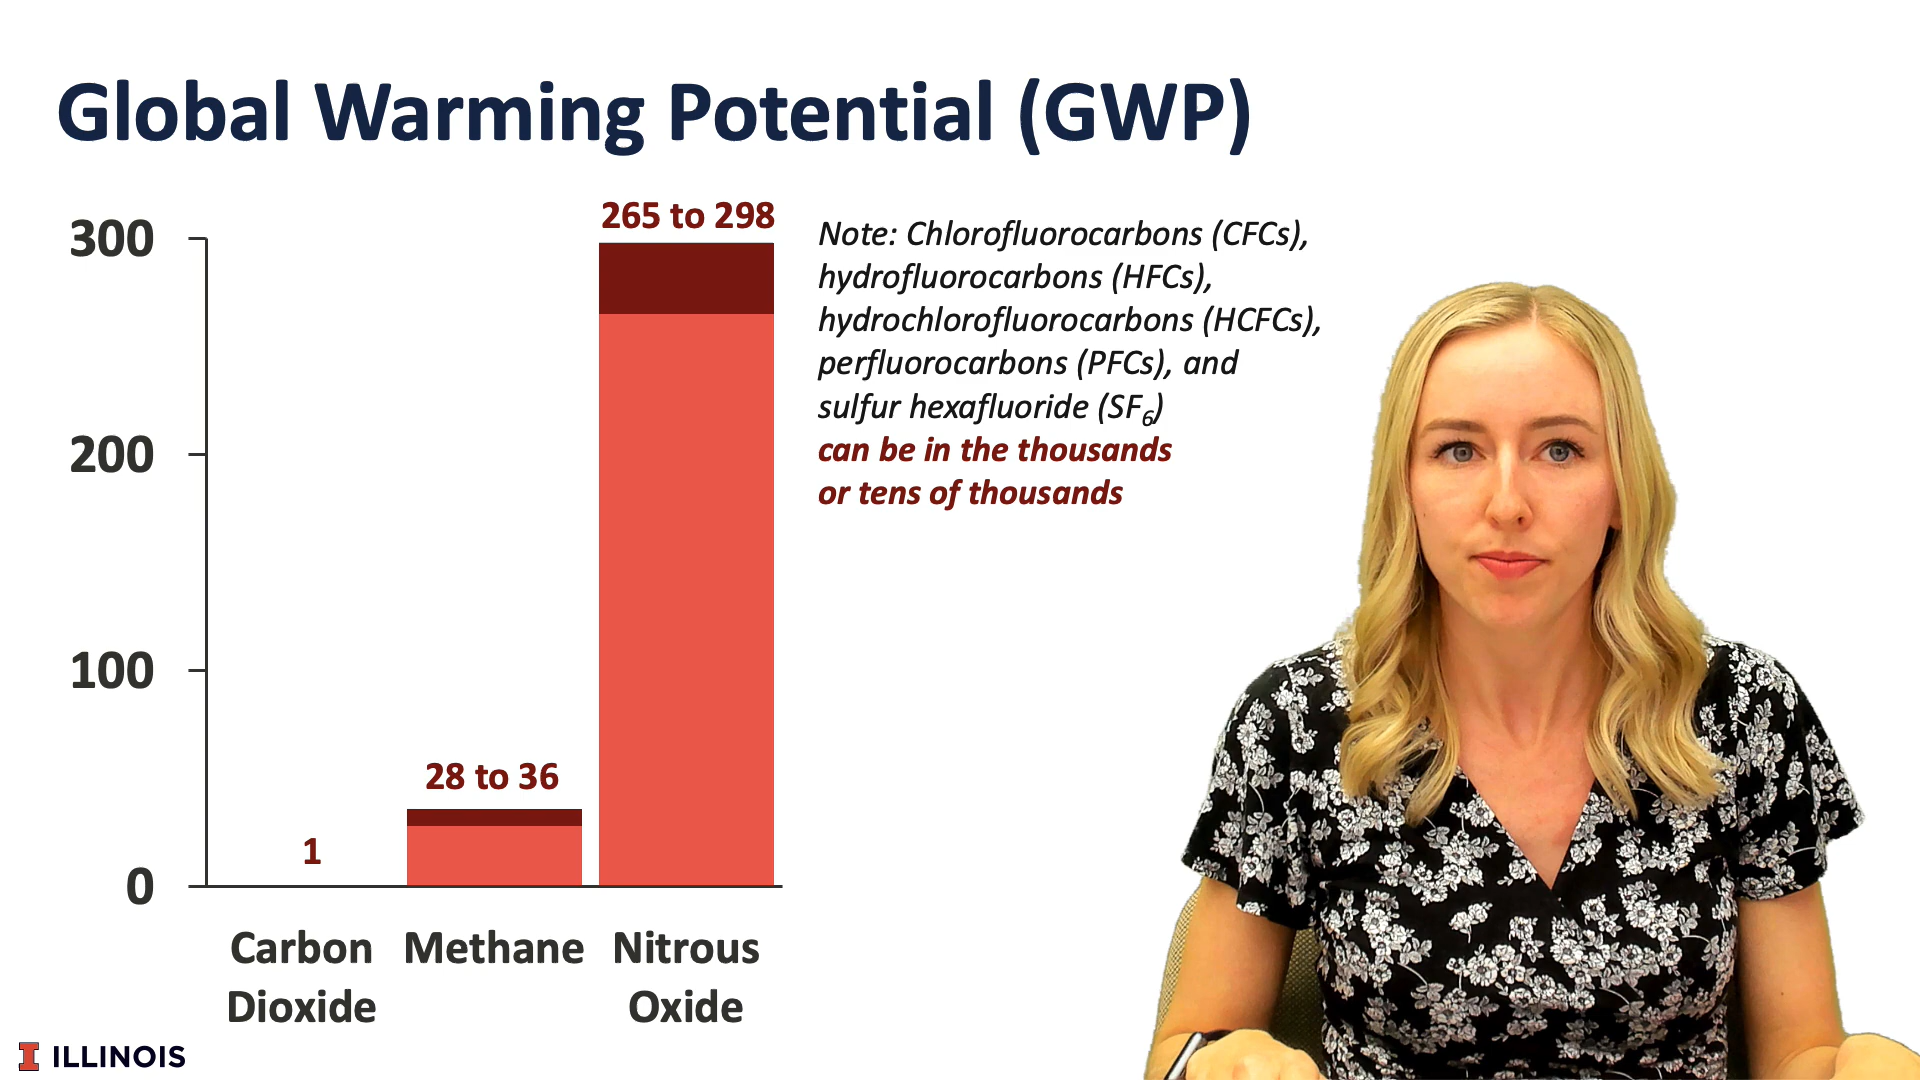 Global Warming Potential (GWP)
300
200
100
0
265 to 298
28 to 36
1
Carbon
Dioxide
Methane
Nitrous
Oxide
Note: Chlorofluorocarbons (CFCs),
hydrofluorocarbons (HFCs),
hydrochlorofluorocarbons (HCFCs),
perfluorocarbons (PFCs), and
sulfur hexafluoride (SF₆)
can be in the thousands
or tens of thousands
I ILLINOIS